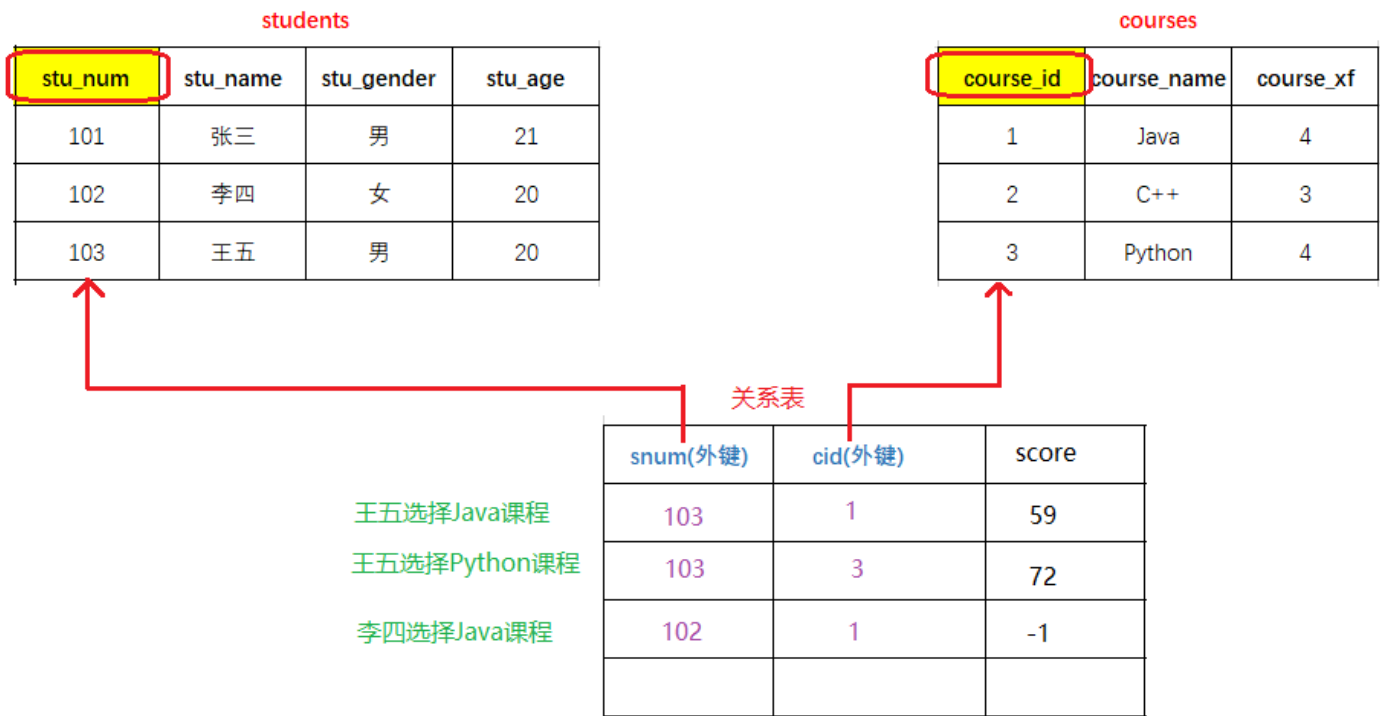 students
stu_num stu_name stu_gender stu_age
101 张三 男 21
102 李四 女 20
103 王五 男 20
courses
course_id course_name course_xf
1 Java 4
2 C++ 3
3 Python 4
关系表
snum(外键) cid(外键) score
王五选择Java课程 103 1 59
王五选择Python课程 103 3 72
李四选择Java课程 102 1 -1